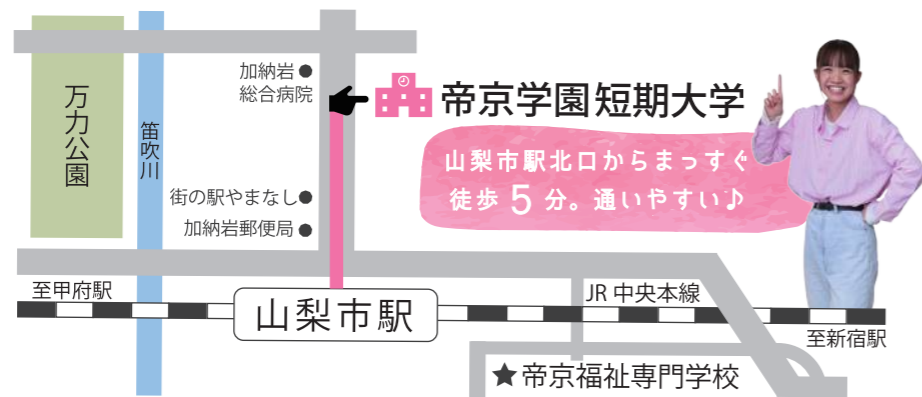 加納岩
総合病院
帝京学園短期大学
山梨市駅北口からまっすぐ
徒歩5分。通いやすい♪
万力公園
笛吹川
街の駅やまなし
加納岩郵便局
至甲府駅
山梨市駅
JR中央本線
至新宿駅
★帝京福祉専門学校